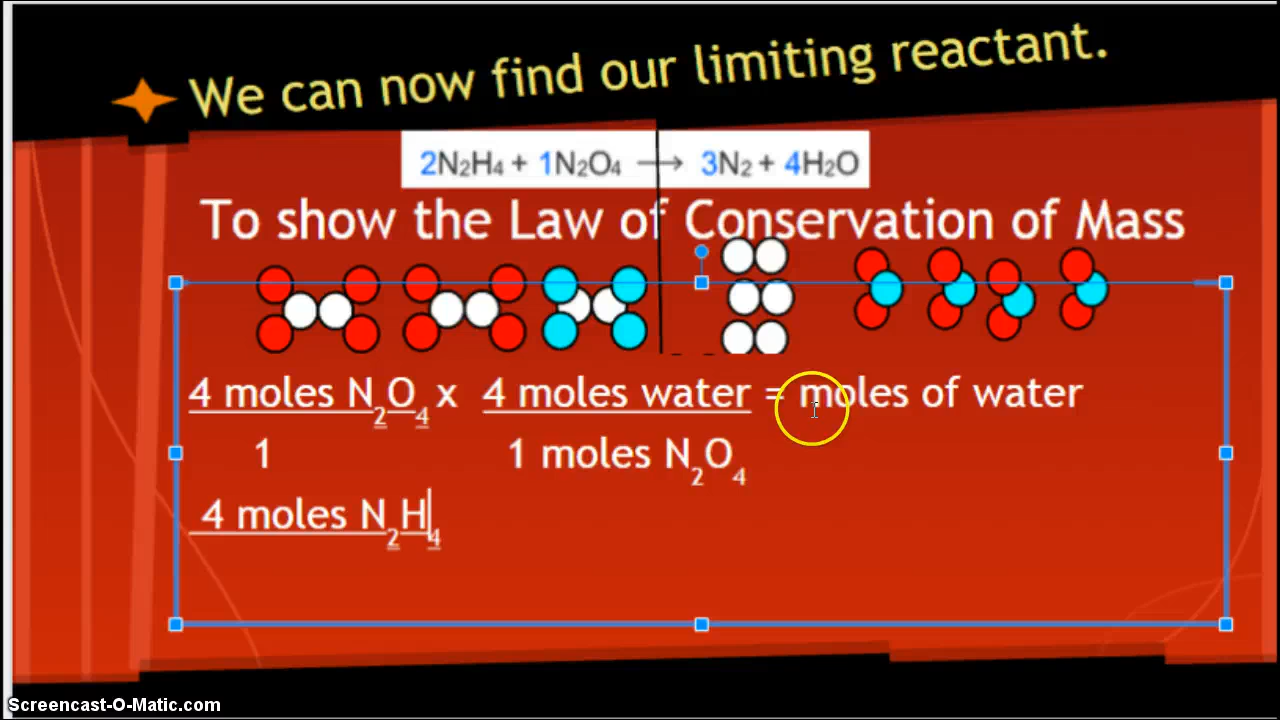 We can now find our limiting reactant.
2N₂H₄ + 1N₂O₄ → 3N₂ + 4H₂O
To show the Law of Conservation of Mass
4 moles N₂O₄ x 4 moles water = moles of water
1 1 moles N₂O₄
4 moles N₂H₄
Screencast-O-Matic.com